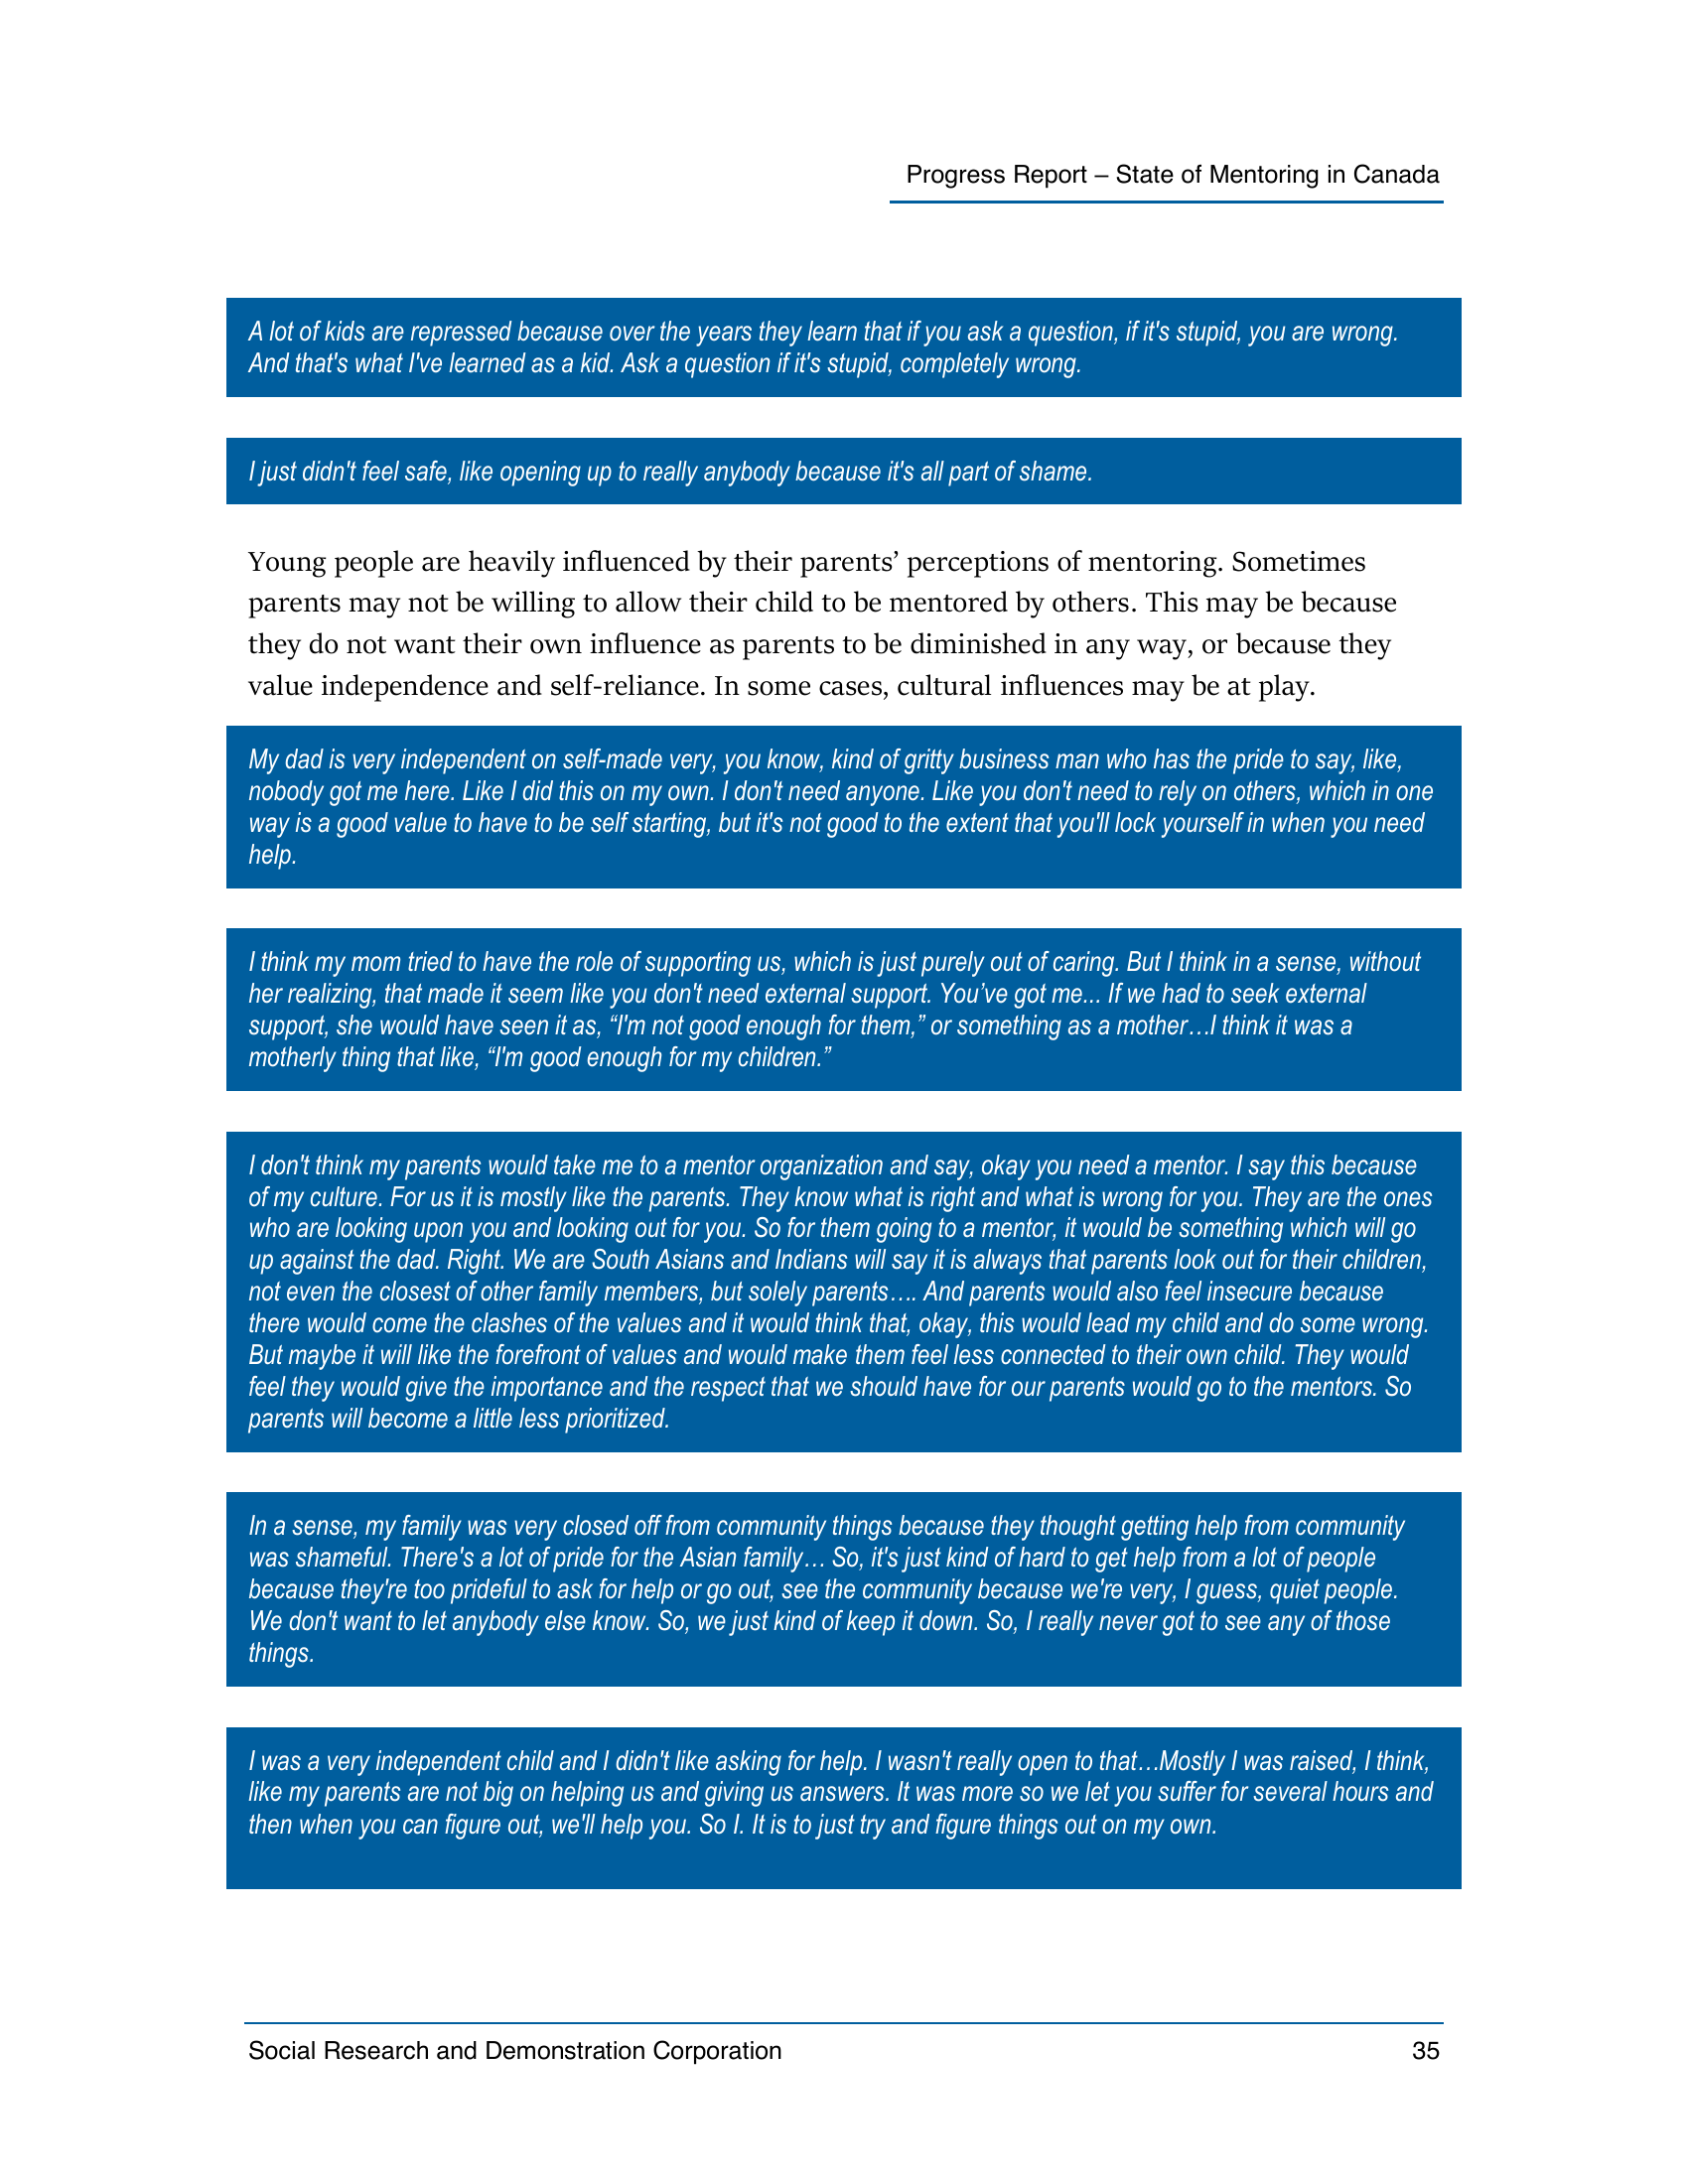 Progress Report – State of Mentoring in Canada
A lot of kids are repressed because over the years they learn that if you ask a question, if it's stupid, you are wrong.
And that's what I've learned as a kid. Ask a question if it's stupid, completely wrong.
I just didn't feel safe, like opening up to really anybody because it's all part of shame.
Young people are heavily influenced by their parents’ perceptions of mentoring. Sometimes
parents may not be willing to allow their child to be mentored by others. This may be because
they do not want their own influence as parents to be diminished in any way, or because they
value independence and self-reliance. In some cases, cultural influences may be at play.
My dad is very independent on self-made very, you know, kind of gritty business man who has the pride to say, like,
nobody got me here. Like I did this on my own. I don't need anyone. Like you don't need to rely on others, which in one
way is a good value to have to be self starting, but it's not good to the extent that you'll lock yourself in when you need
help.
I think my mom tried to have the role of supporting us, which is just purely out of caring. But I think in a sense, without
her realizing, that made it seem like you don't need external support. You’ve got me... If we had to seek external
support, she would have seen it as, “I'm not good enough for them,” or something as a mother…I think it was a
motherly thing that like, “I'm good enough for my children.”
I don't think my parents would take me to a mentor organization and say, okay you need a mentor. I say this because
of my culture. For us it is mostly like the parents. They know what is right and what is wrong for you. They are the ones
who are looking upon you and looking out for you. So for them going to a mentor, it would be something which will go
up against the dad. Right. We are South Asians and Indians will say it is always that parents look out for their children,
not even the closest of other family members, but solely parents…. And parents would also feel insecure because
there would come the clashes of the values and it would think that, okay, this would lead my child and do some wrong.
But maybe it will like the forefront of values and would make them feel less connected to their own child. They would
feel they would give the importance and the respect that we should have for our parents would go to the mentors. So
parents will become a little less prioritized.
In a sense, my family was very closed off from community things because they thought getting help from community
was shameful. There's a lot of pride for the Asian family… So, it's just kind of hard to get help from a lot of people
because they're too prideful to ask for help or go out, see the community because we're very, I guess, quiet people.
We don't want to let anybody else know. So, we just kind of keep it down. So, I really never got to see any of those
things.
I was a very independent child and I didn't like asking for help. I wasn't really open to that…Mostly I was raised, I think,
like my parents are not big on helping us and giving us answers. It was more so we let you suffer for several hours and
then when you can figure out, we'll help you. So I. It is to just try and figure things out on my own.
Social Research and Demonstration Corporation
35